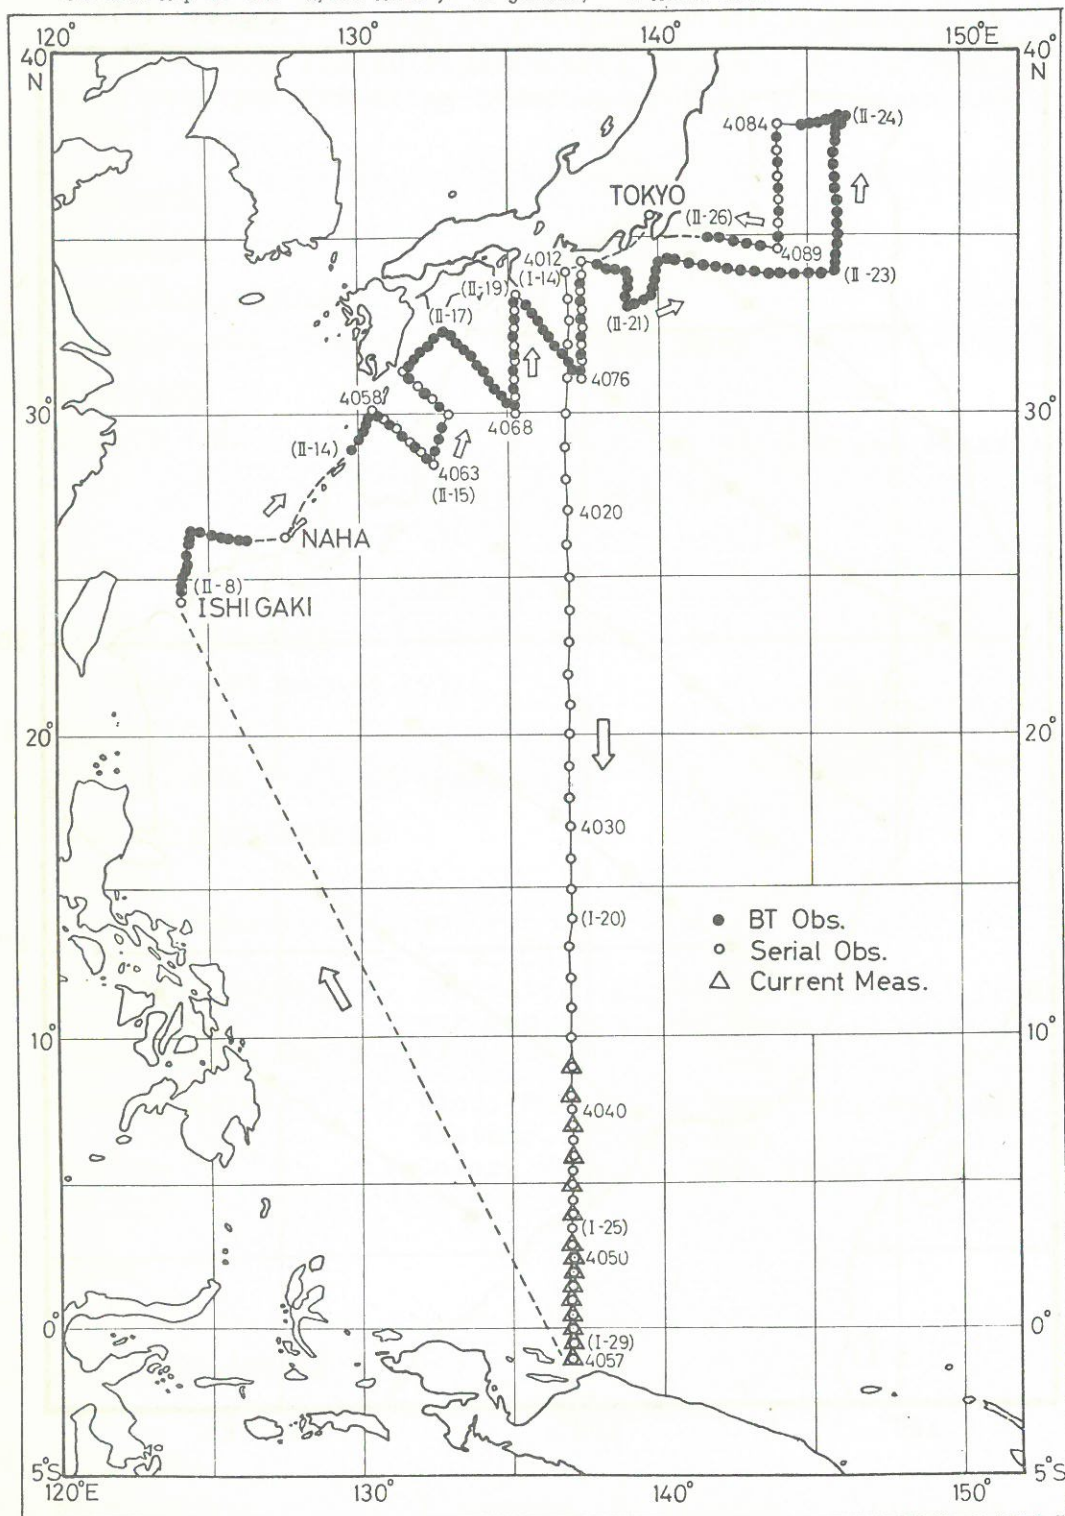 120° 130° 140° 150°E
40° N
40° N
4084
(II-24)
TOKYO
(II-26)
4089
4012
(I-14)
(II-19)
(II-17)
(II-21)
(II-23)
4076
4058
30°
30°
4068
(II-14)
4063
(II-15)
4020
NAHA
(II-8)
ISHIGAKI
20°
20°
4030
(I-20)
BT Obs.
Serial Obs.
Current Meas.
10°
10°
4040
(I-25)
4050
0°
0°
(I-29)
4057
5°S
5°S
120°E 130° 140° 150°